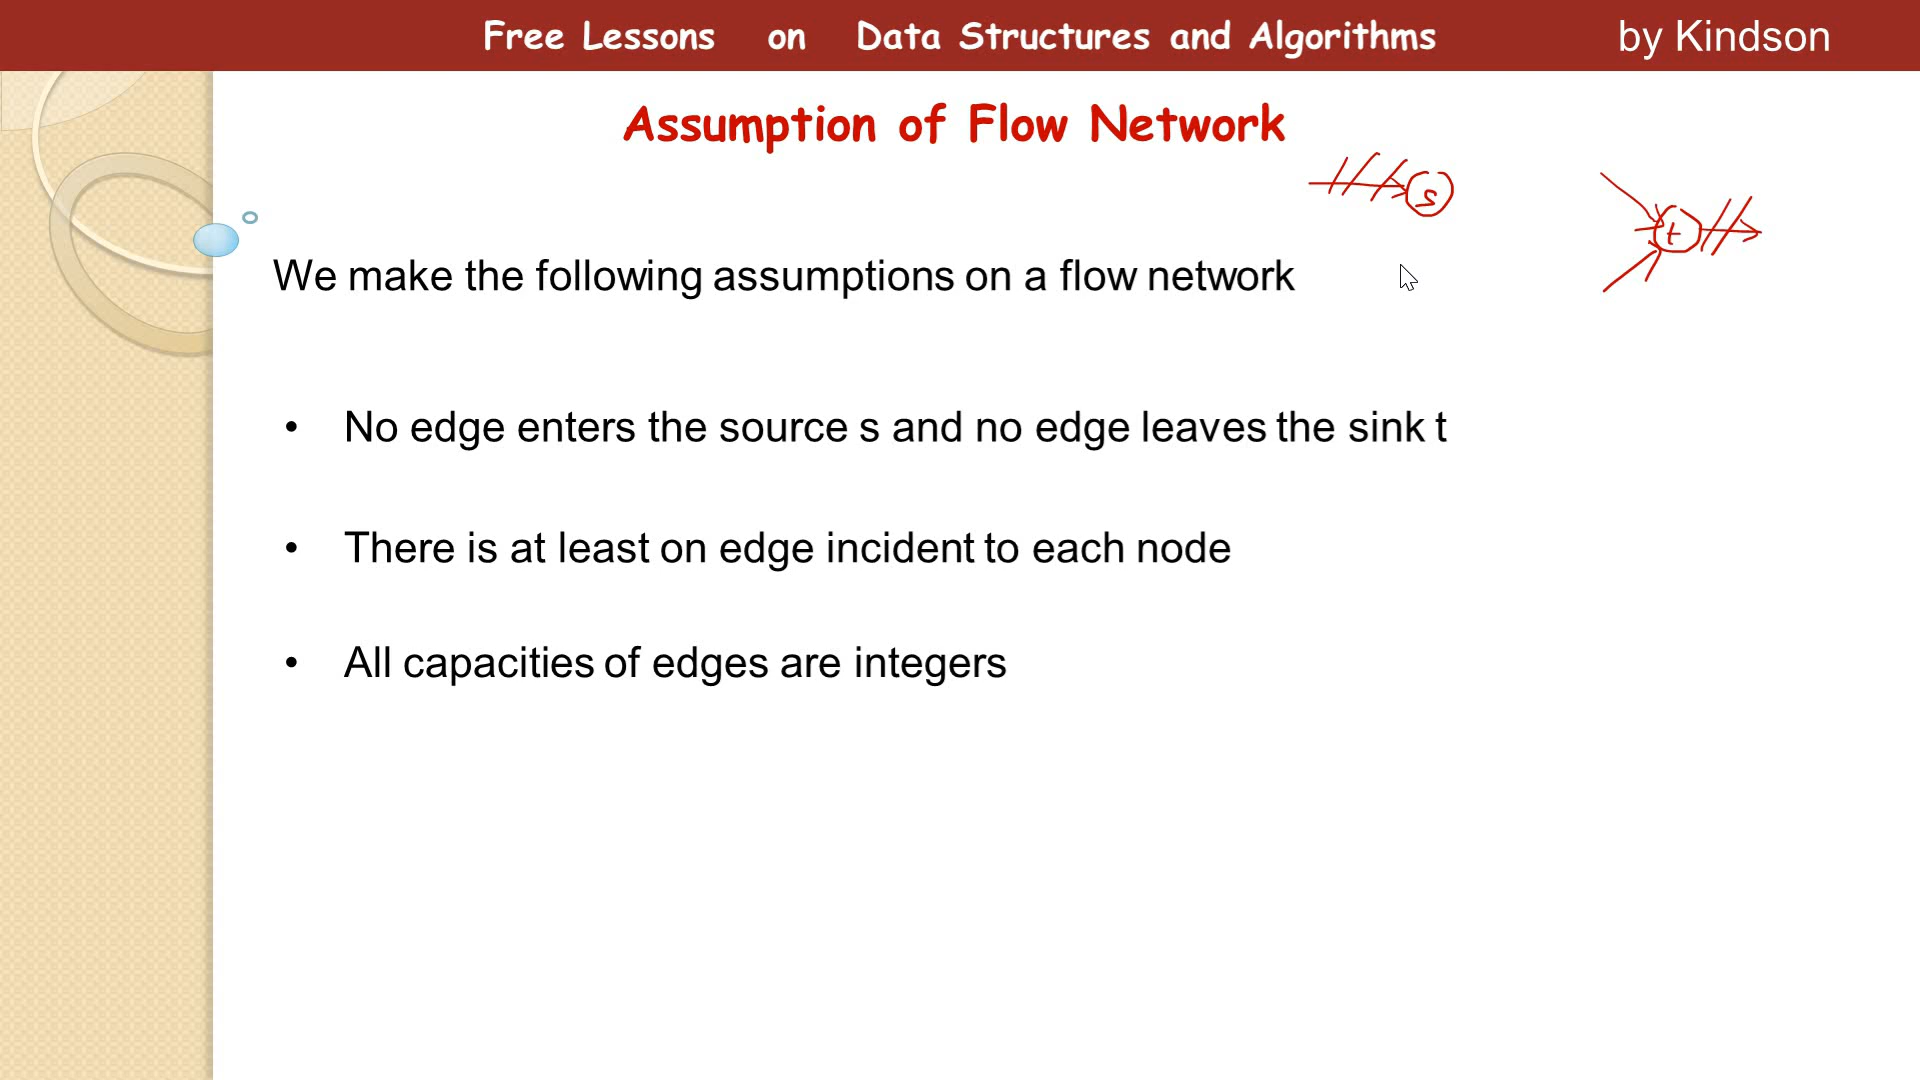 Free Lessons on Data Structures and Algorithms by Kindson
Assumption of Flow Network
s
t
We make the following assumptions on a flow network
• No edge enters the source s and no edge leaves the sink t
• There is at least on edge incident to each node
• All capacities of edges are integers